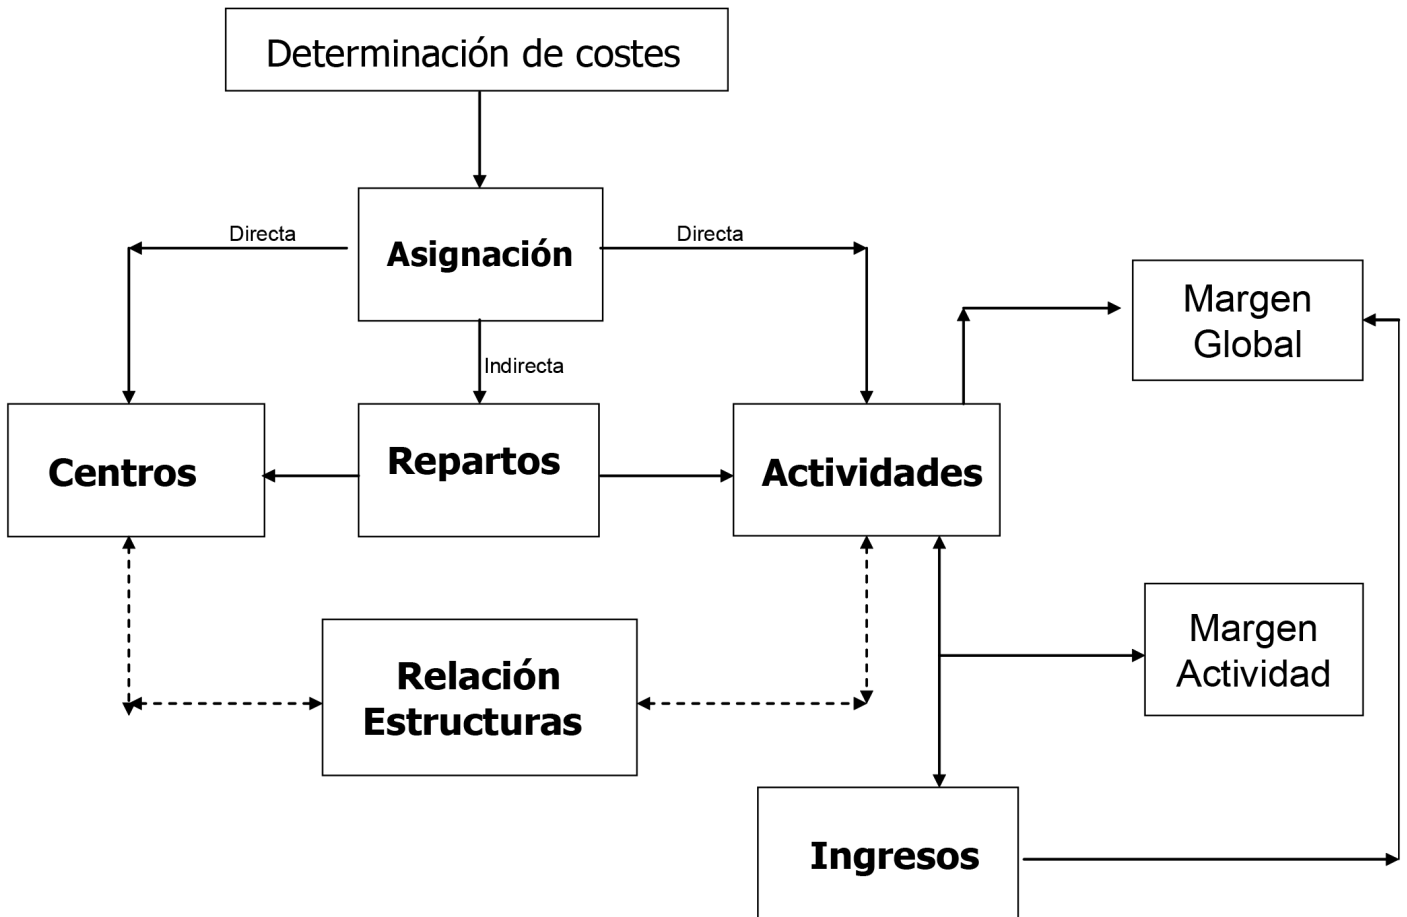 Determinación de costes
Directa
Asignación
Directa
Indirecta
Margen
Global
Centros
Repartos
Actividades
Relación
Estructuras
Margen
Actividad
Ingresos